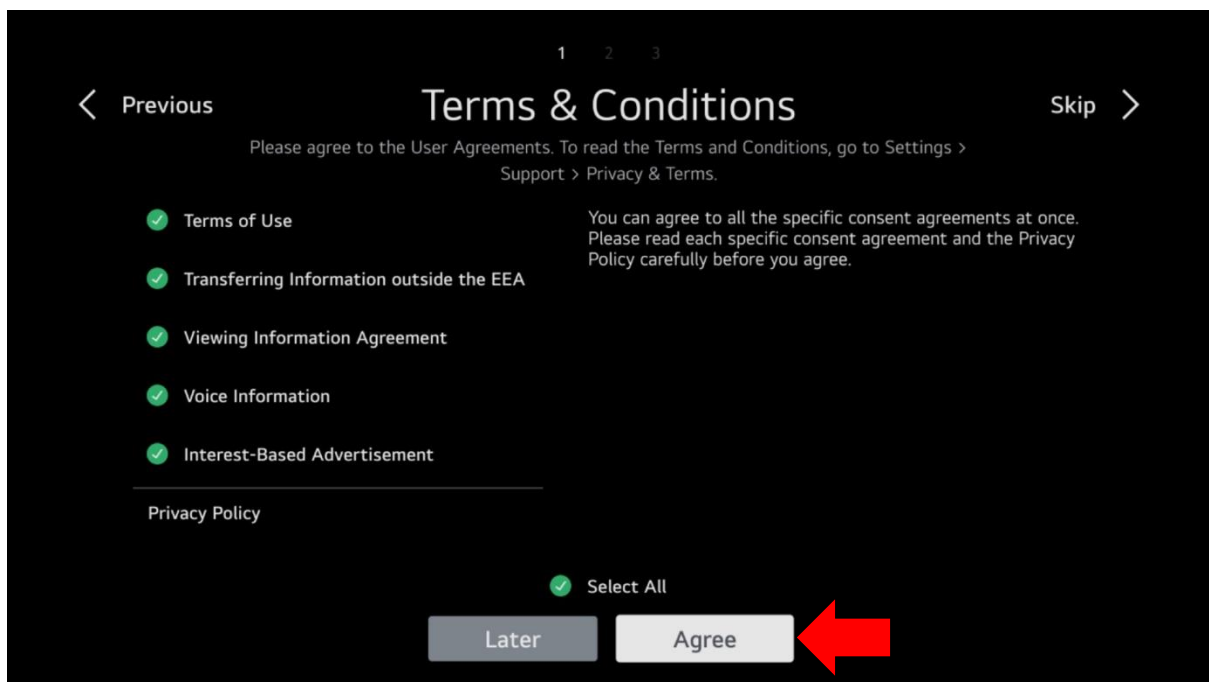 1 2 3
Previous
Terms & Conditions
Skip
Please agree to the User Agreements. To read the Terms and Conditions, go to Settings >
Support > Privacy & Terms.
Terms of Use
Transferring Information outside the EEA
Viewing Information Agreement
Voice Information
Interest-Based Advertisement
Privacy Policy
You can agree to all the specific consent agreements at once.
Please read each specific consent agreement and the Privacy
Policy carefully before you agree.
Select All
Later
Agree